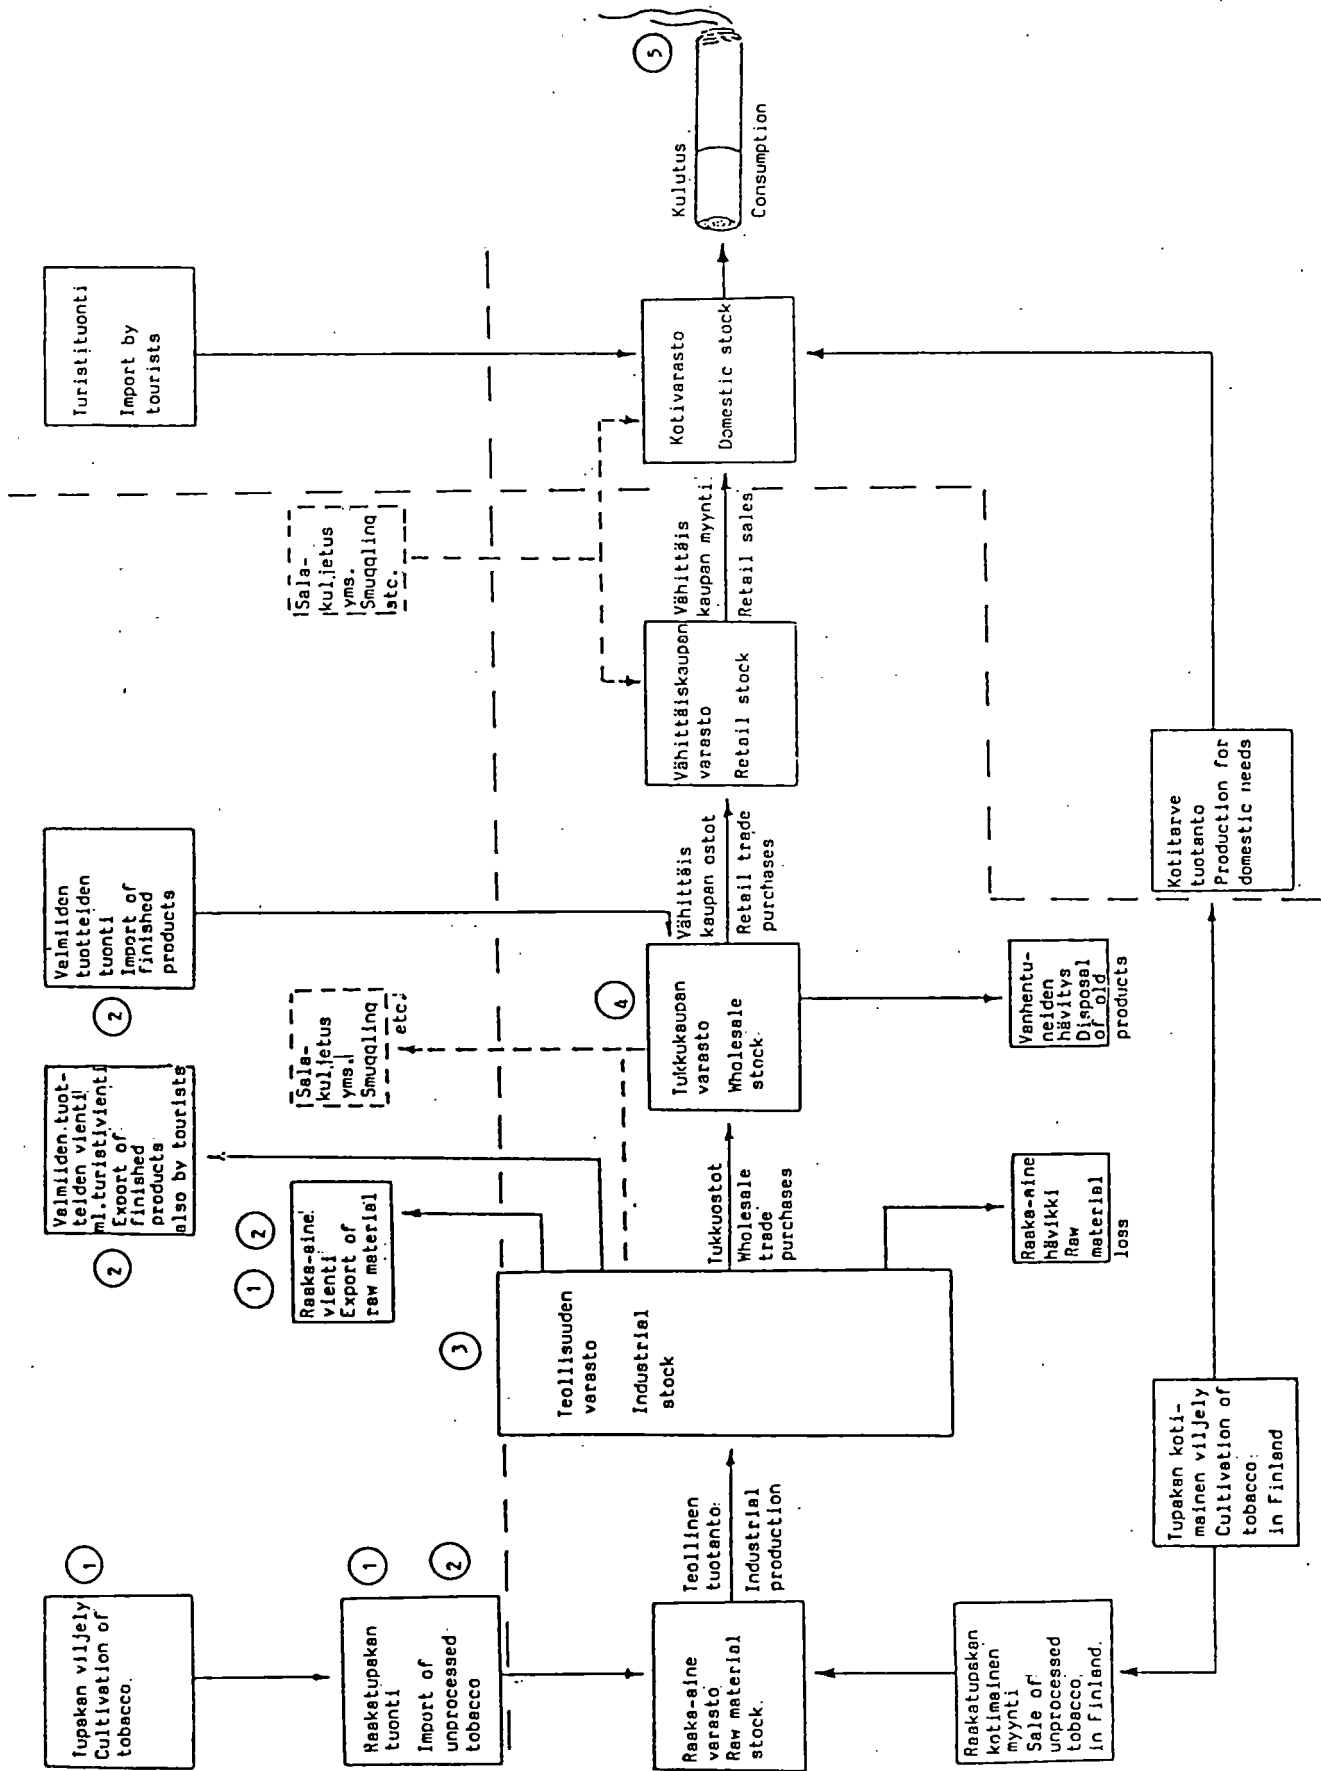 Tupakan viljely
Cultivation of
tobacco.
1
Raakatupakan
tuonti
Import of
unprocessed
tobacco
1
2
Raaka-aine
varasto
Raw material
stock.
Raakatupakan
kotimainen
myynti
Sale of
unprocessed
tobacco.
in Finland.
Teollinen
tuotanto
Industrial
production
Tupakan koti-
mainen viljely
Cultivation of
tobacco
in Finland
Teollisuuden
varasto
Industrial
stock
3
Raaka-aine
vienti
Export of
raw material
1
2
Valmiiden tuot-
teiden vienti
ml.turistivienti
Export of
finished
products
also by tourists
2
Tukkuostot
Wholesale
trade
purchases
Raaka-aine
hävikki
Raw
material
loss
Sala-
kuljetus
yms.
Smuggling
etc.
Valmiiden
tuotteiden
tuonti
Import of
finished
products
2
Tukkukaupan
varasto
Wholesale
stock.
4
Vanhentu-
neiden
hävitys
Disposal
of old
products
Vähittäis
kaupan ostot
Retail trade
purchases
Kotitarve
tuotanto
Production for
domestic needs
Vähittäiskaupan
varasto
Retail stock
Sala-
kuljetus
yms.
Smuggling
etc.
Vähittäis
kaupan myynti
Retail sales
Turistituonti
Import by
tourists
Kotivarasto
Domestic stock
Kulutus
Consumption
5